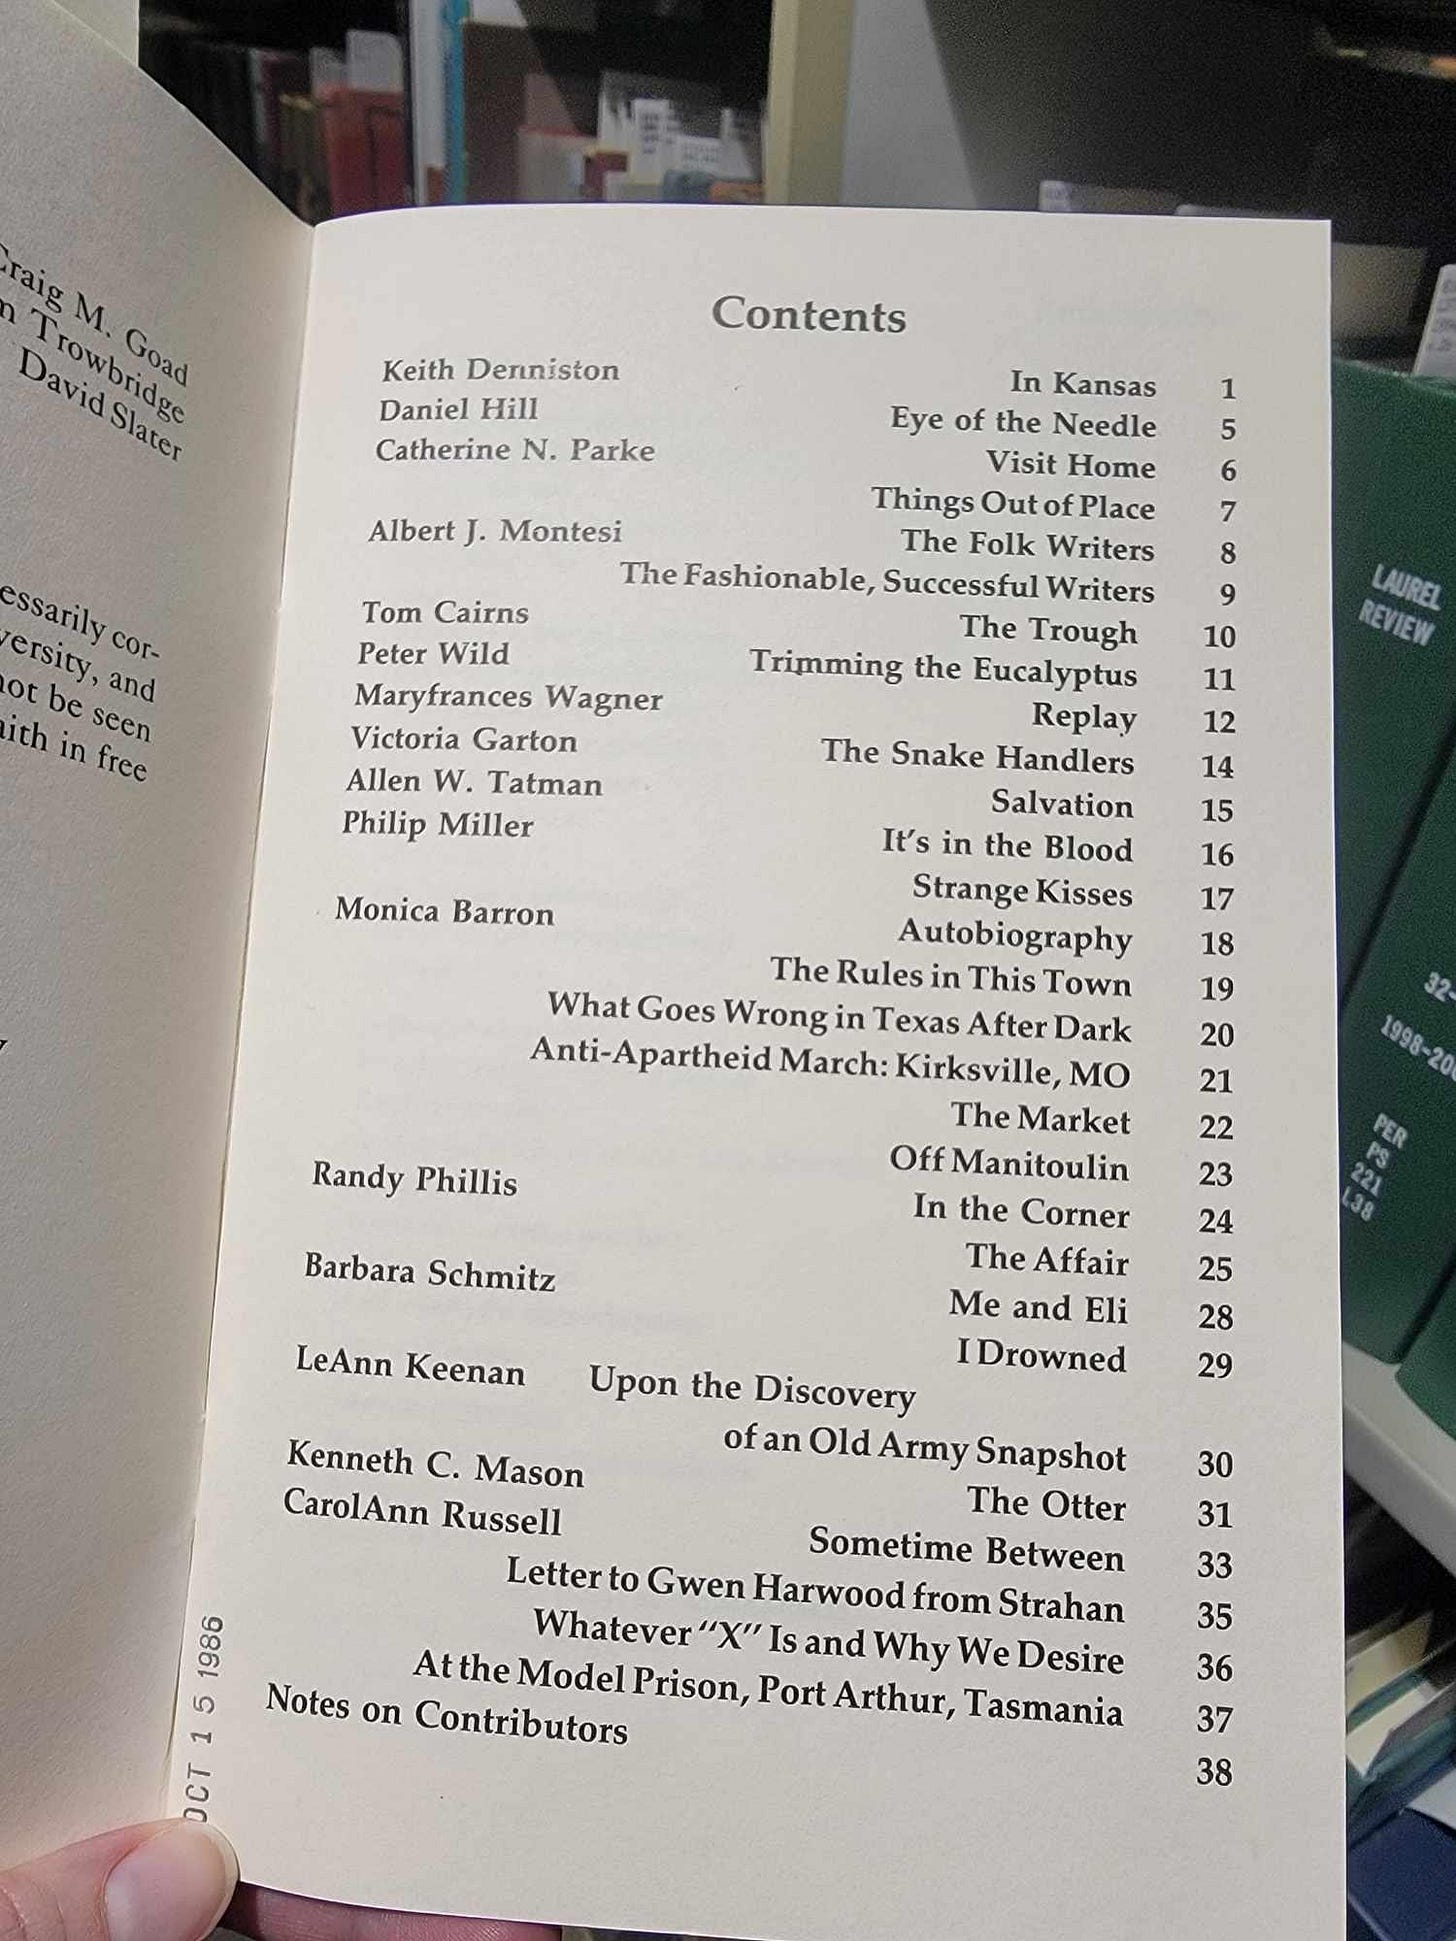 Craig M. Goad
Trowbridge
David Slater
cor-
and
not be seen
in free
Contents
Keith Denniston In Kansas 1
Daniel Hill Eye of the Needle 5
Catherine N. Parke Visit Home 6
Things Out of Place 7
Albert J. Montesi The Folk Writers 8
The Fashionable, Successful Writers 9
Tom Cairns The Trough 10
Peter Wild Trimming the Eucalyptus 11
Maryfrances Wagner Replay 12
Victoria Garton The Snake Handlers 14
Allen W. Tatman Salvation 15
Philip Miller It's in the Blood 16
Strange Kisses 17
Monica Barron Autobiography 18
The Rules in This Town 19
What Goes Wrong in Texas After Dark 20
Anti-Apartheid March: Kirksville, MO 21
The Market 22
Off Manitoulin 23
Randy Phillis In the Corner 24
The Affair 25
Barbara Schmitz Me and Eli 28
I Drowned 29
LeAnn Keenan Upon the Discovery
of an Old Army Snapshot 30
Kenneth C. Mason The Otter 31
CarolAnn Russell Sometime Between 33
Letter to Gwen Harwood from Strahan 35
Whatever "X" Is and Why We Desire 36
At the Model Prison, Port Arthur, Tasmania 37
Notes on Contributors 38
OCT 15 1986
LAUREL
REVIEW
PER
PS
221
L38